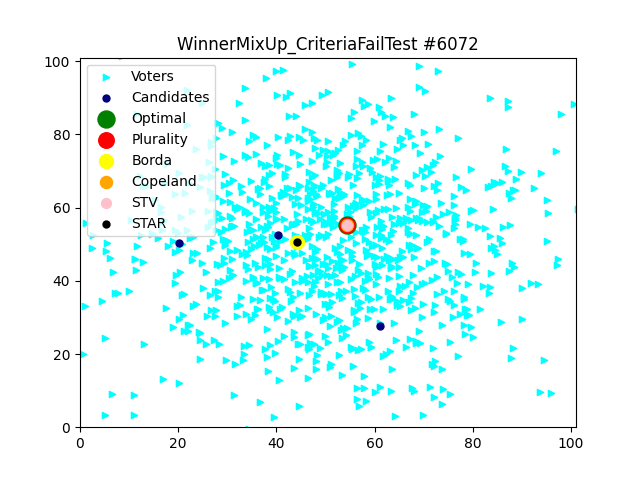 WinnerMixUp_CriteriaFailTest #6072
100
80
60
40
20
0
0 20 40 60 80 100
Voters
Candidates
Optimal
Plurality
Borda
Copeland
STV
STAR